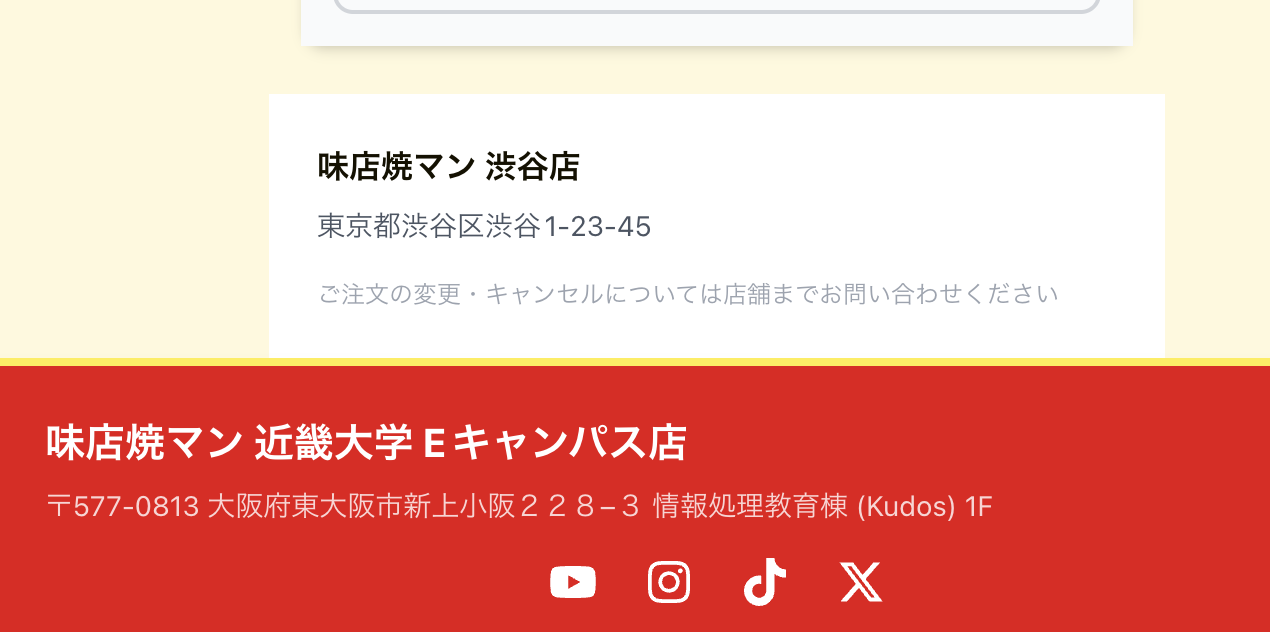 味店焼マン 渋谷店
東京都渋谷区渋谷1-23-45
ご注文の変更・キャンセルについては店舗までお問い合わせください
味店焼マン 近畿大学Eキャンパス店
〒577-0813 大阪府東大阪市新上小阪２２８−３ 情報処理教育棟 (Kudos) 1F